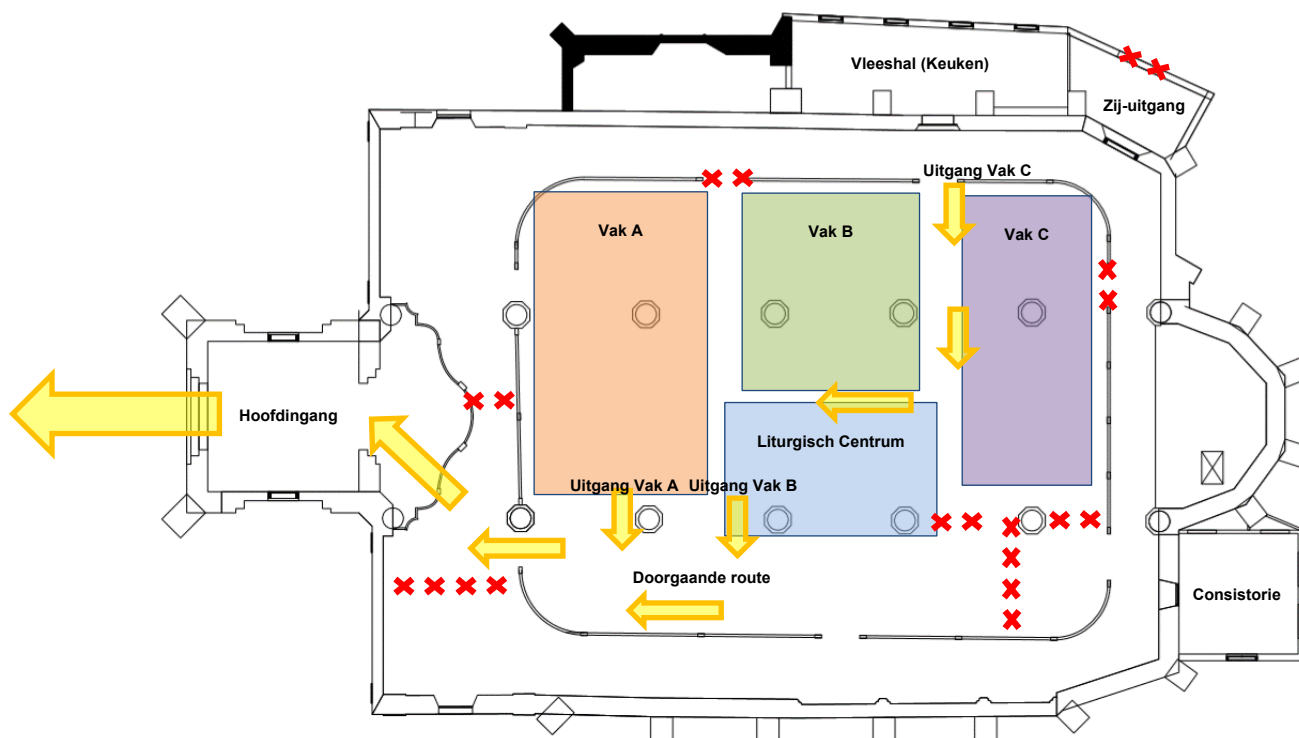 Vleeshal (Keuken)
Zij-uitgang
Uitgang Vak C
Vak A
Vak B
Vak C
Hoofdingang
Liturgisch Centrum
Uitgang Vak A
Uitgang Vak B
Doorgaande route
Consistorie